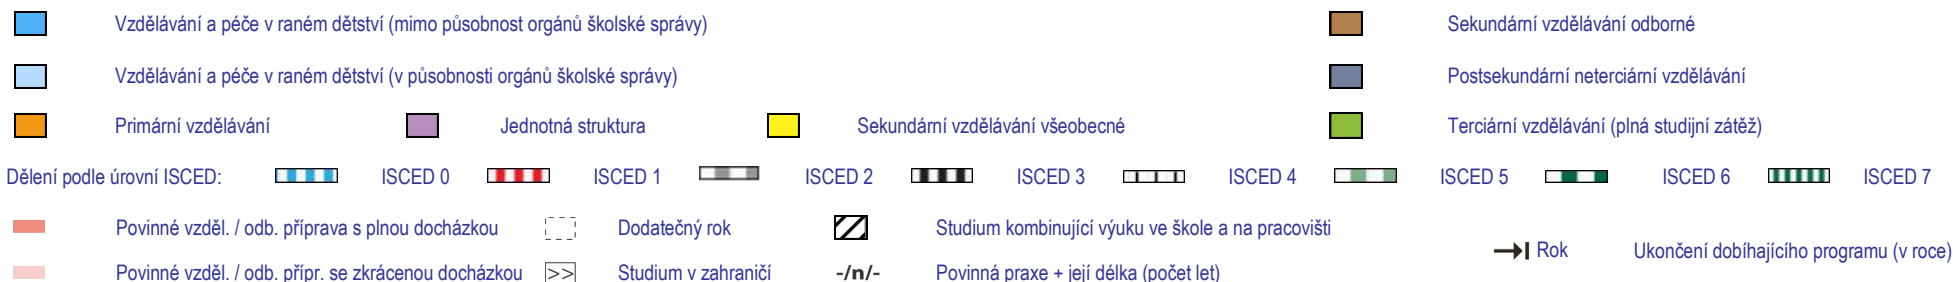 Vzdělávání a péče v raném dětství (mimo působnost orgánů školské správy) Sekundární vzdělávání odborné
Vzdělávání a péče v raném dětství (v působnosti orgánů školské správy) Postsekundární neterciární vzdělávání
Primární vzdělávání Jednotná struktura Sekundární vzdělávání všeobecné Terciární vzdělávání (plná studijní zátěž)
Dělení podle úrovní ISCED: ISCED 0 ISCED 1 ISCED 2 ISCED 3 ISCED 4 ISCED 5 ISCED 6 ISCED 7
Povinné vzděl. / odb. příprava s plnou docházkou Dodatečný rok Studium kombinující výuku ve škole a na pracovišti
Rok Ukončení dobíhajícího programu (v roce)
Povinné vzděl. / odb. přípr. se zkrácenou docházkou >> Studium v zahraničí -/n/- Povinná praxe + její délka (počet let)